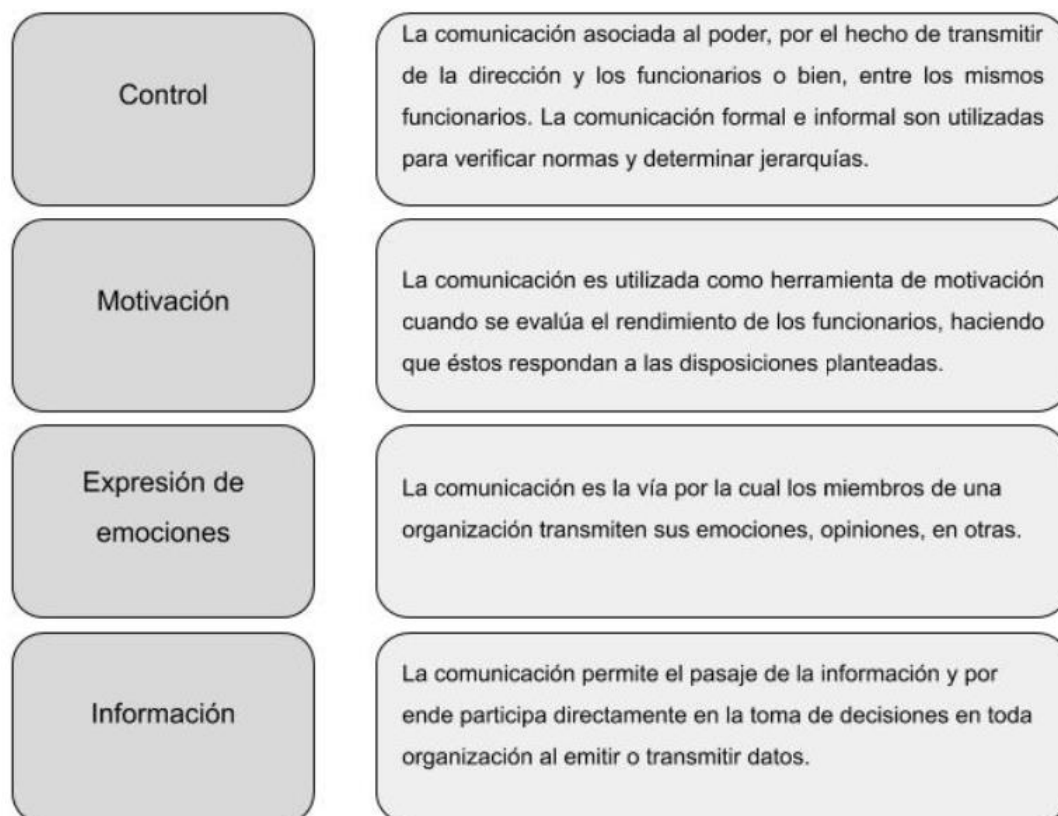 Control
La comunicación asociada al poder, por el hecho de transmitir
de la dirección y los funcionarios o bien, entre los mismos
funcionarios. La comunicación formal e informal son utilizadas
para verificar normas y determinar jerarquías.
Motivación
La comunicación es utilizada como herramienta de motivación
cuando se evalúa el rendimiento de los funcionarios, haciendo
que éstos respondan a las disposiciones planteadas.
Expresión de
emociones
La comunicación es la vía por la cual los miembros de una
organización transmiten sus emociones, opiniones, en otras.
Información
La comunicación permite el pasaje de la información y por
ende participa directamente en la toma de decisiones en toda
organización al emitir o transmitir datos.